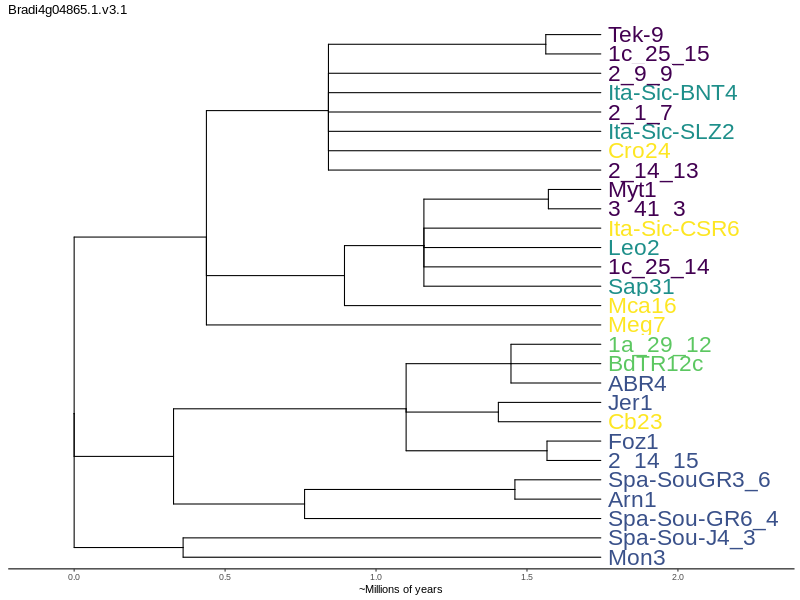 Bradi4g04865.1.v3.1
Tek-9
1c_25_15
2_9_9
Ita-Sic-BNT4
2_1_7
Ita-Sic-SLZ2
Cro24
2_14_13
Myt1
3_41_3
Ita-Sic-CSR6
Leo2
1c_25_14
Sap31
Mca16
Meg7
1a_29_12
BdTR12c
ABR4
Jer1
Cb23
Foz1
2_14_15
Spa-SouGR3_6
Arn1
Spa-Sou-GR6_4
Spa-Sou-J4_3
Mon3
0.0 0.5 1.0 1.5 2.0
~Millions of years